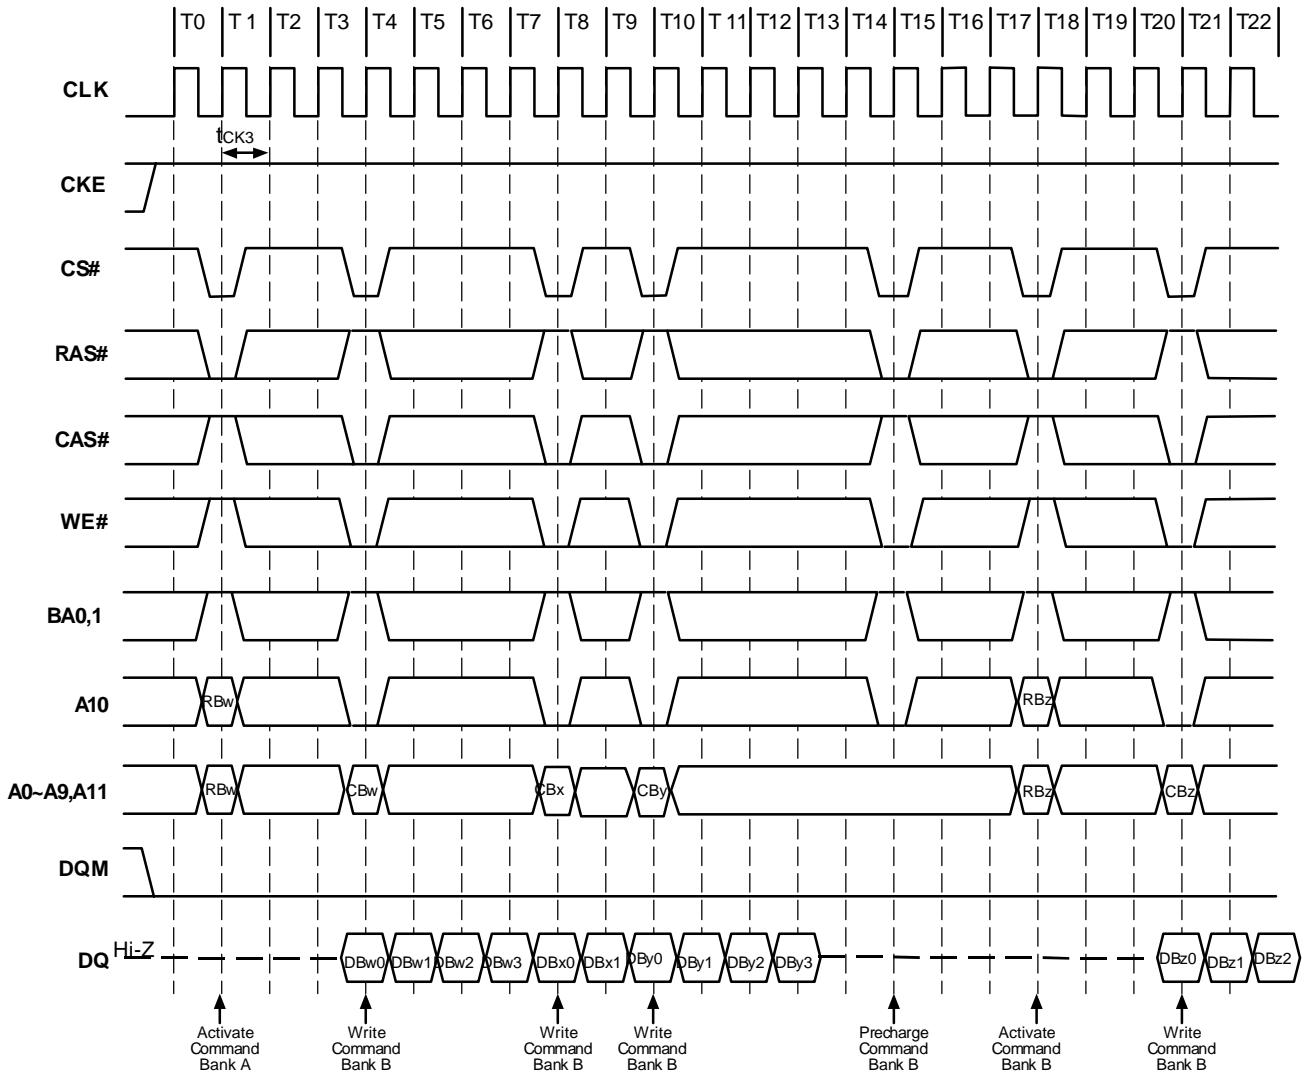 T0 T 1 T2 T3 T4 T5 T6 T7 T8 T9 T10 T 11 T12 T13 T14 T15 T16 T17 T18 T19 T20 T21 T22
CLK
tCK3
CKE
CS#
RAS#
CAS#
WE#
BA0,1
A10 RBw RBz
A0~A9,A11 RBw CBw CBx CBy RBz CBz
DQM
DQ Hi-Z DBw0 DBw1 DBw2 DBw3 DBx0 DBx1 DBy0 DBy1 DBy2 DBy3 DBz0 DBz1 DBz2
Activate
Command
Bank A
Write
Command
Bank B
Write
Command
Bank B
Write
Command
Bank B
Precharge
Command
Bank B
Activate
Command
Bank B
Write
Command
Bank B